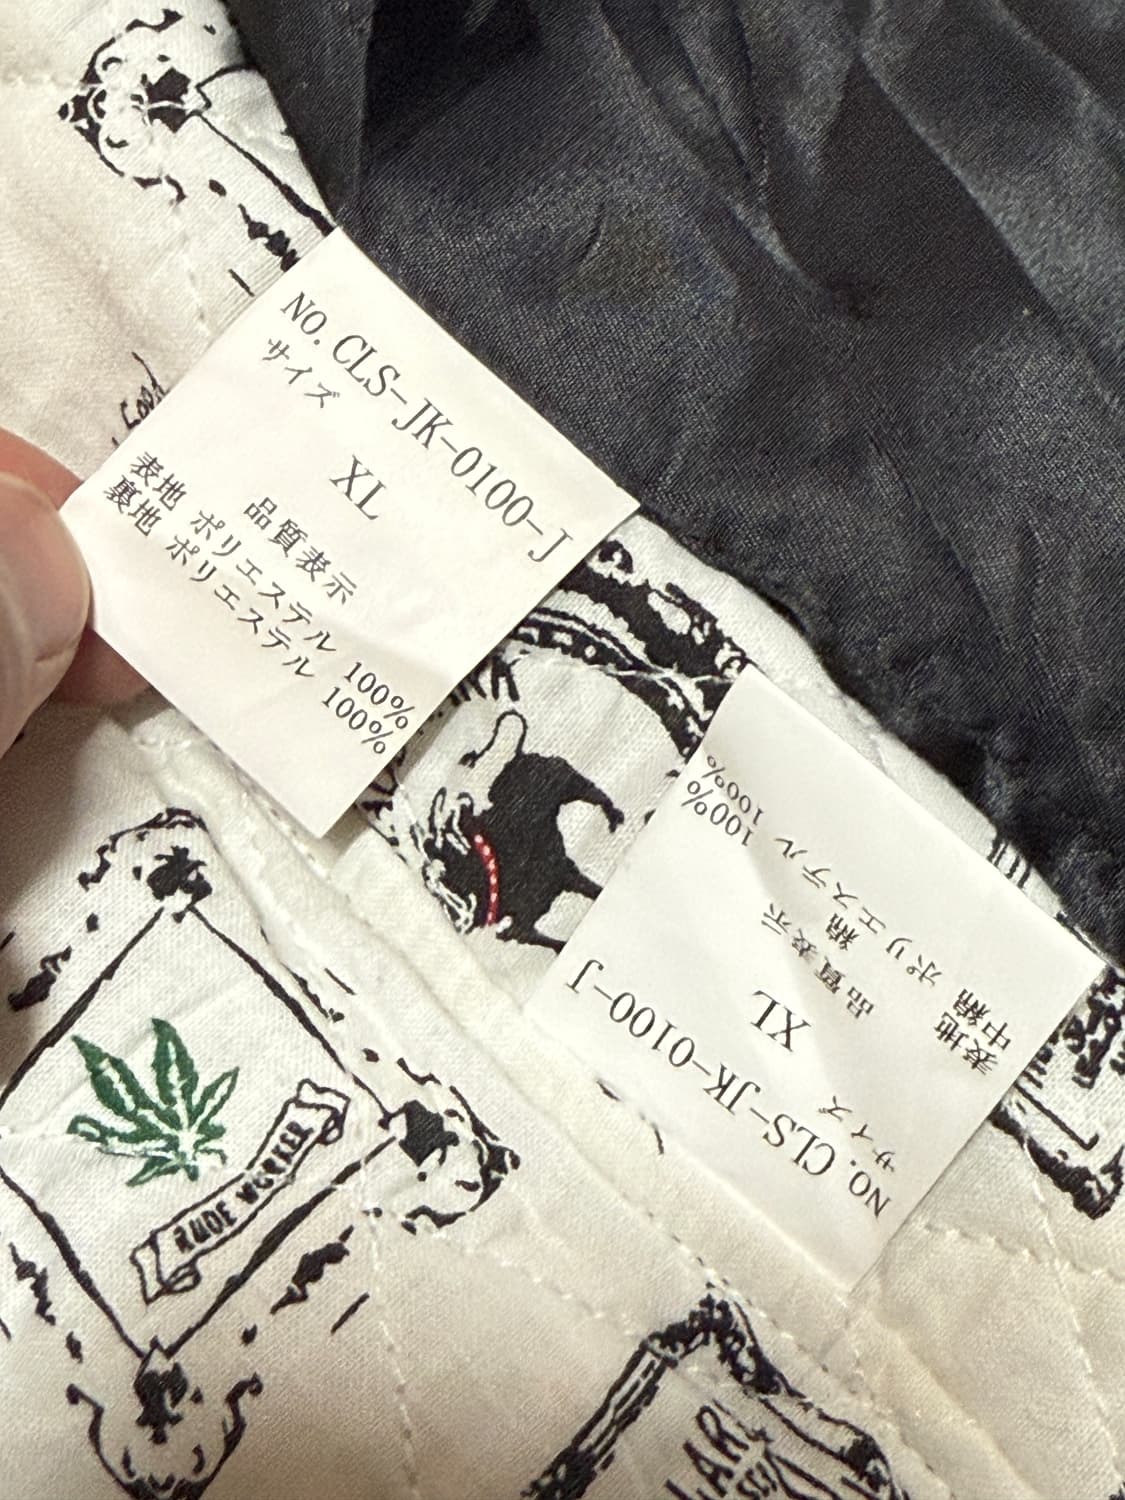 NO. CLS-JK-0100-J
サイズ
XL
品質表示
表地 ポリエステル 100%
裏地 ポリエステル 100%
NO. CLS-JK-0100-J
サイズ
XL
品質表示
表地 綿 100%
中綿 ポリエステル 100%
RUDE WORKER